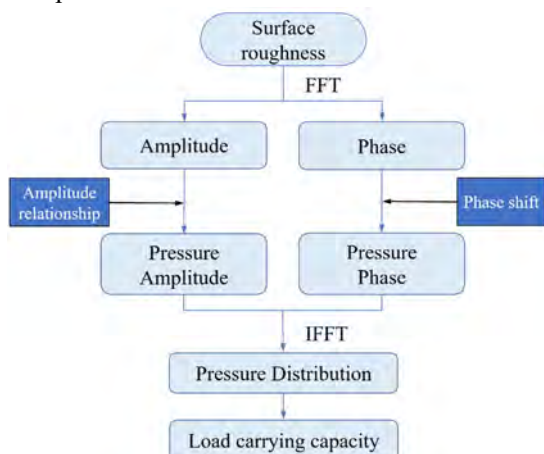 Surface
roughness
FFT
Amplitude
Phase
Amplitude
relationship
Phase shift
Pressure
Amplitude
Pressure
Phase
IFFT
Pressure Distribution
Load carrying capacity